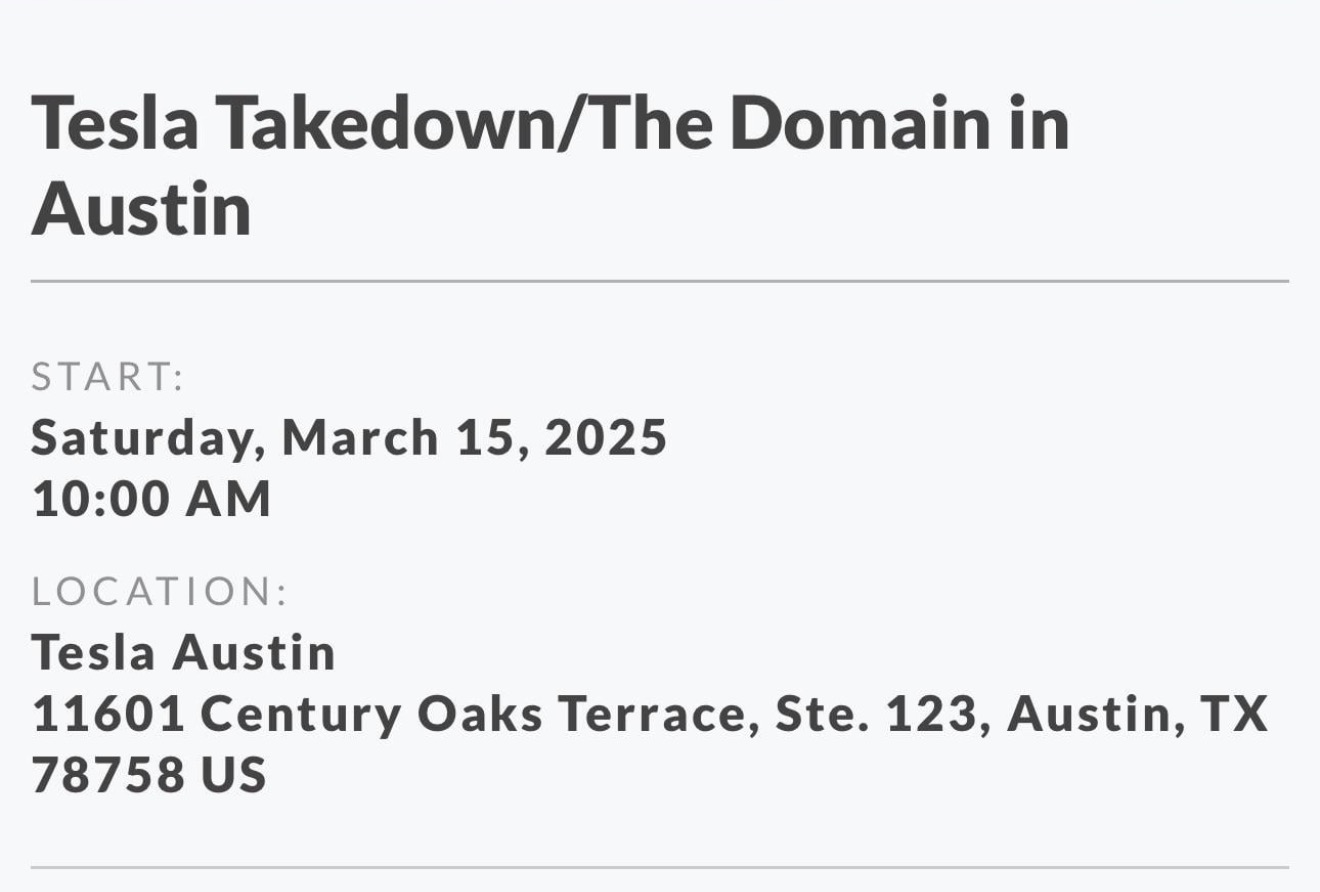 Tesla Takedown/The Domain in
Austin
START:
Saturday, March 15, 2025
10:00 AM
LOCATION:
Tesla Austin
11601 Century Oaks Terrace, Ste. 123, Austin, TX
78758 US